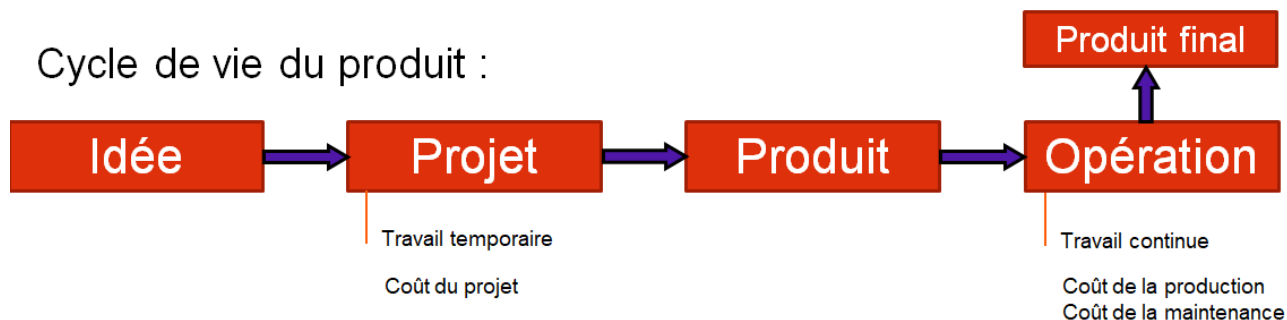 Cycle de vie du produit :
Produit final
Idée
Projet
Produit
Opération
Travail temporaire
Coût du projet
Travail continue
Coût de la production
Coût de la maintenance